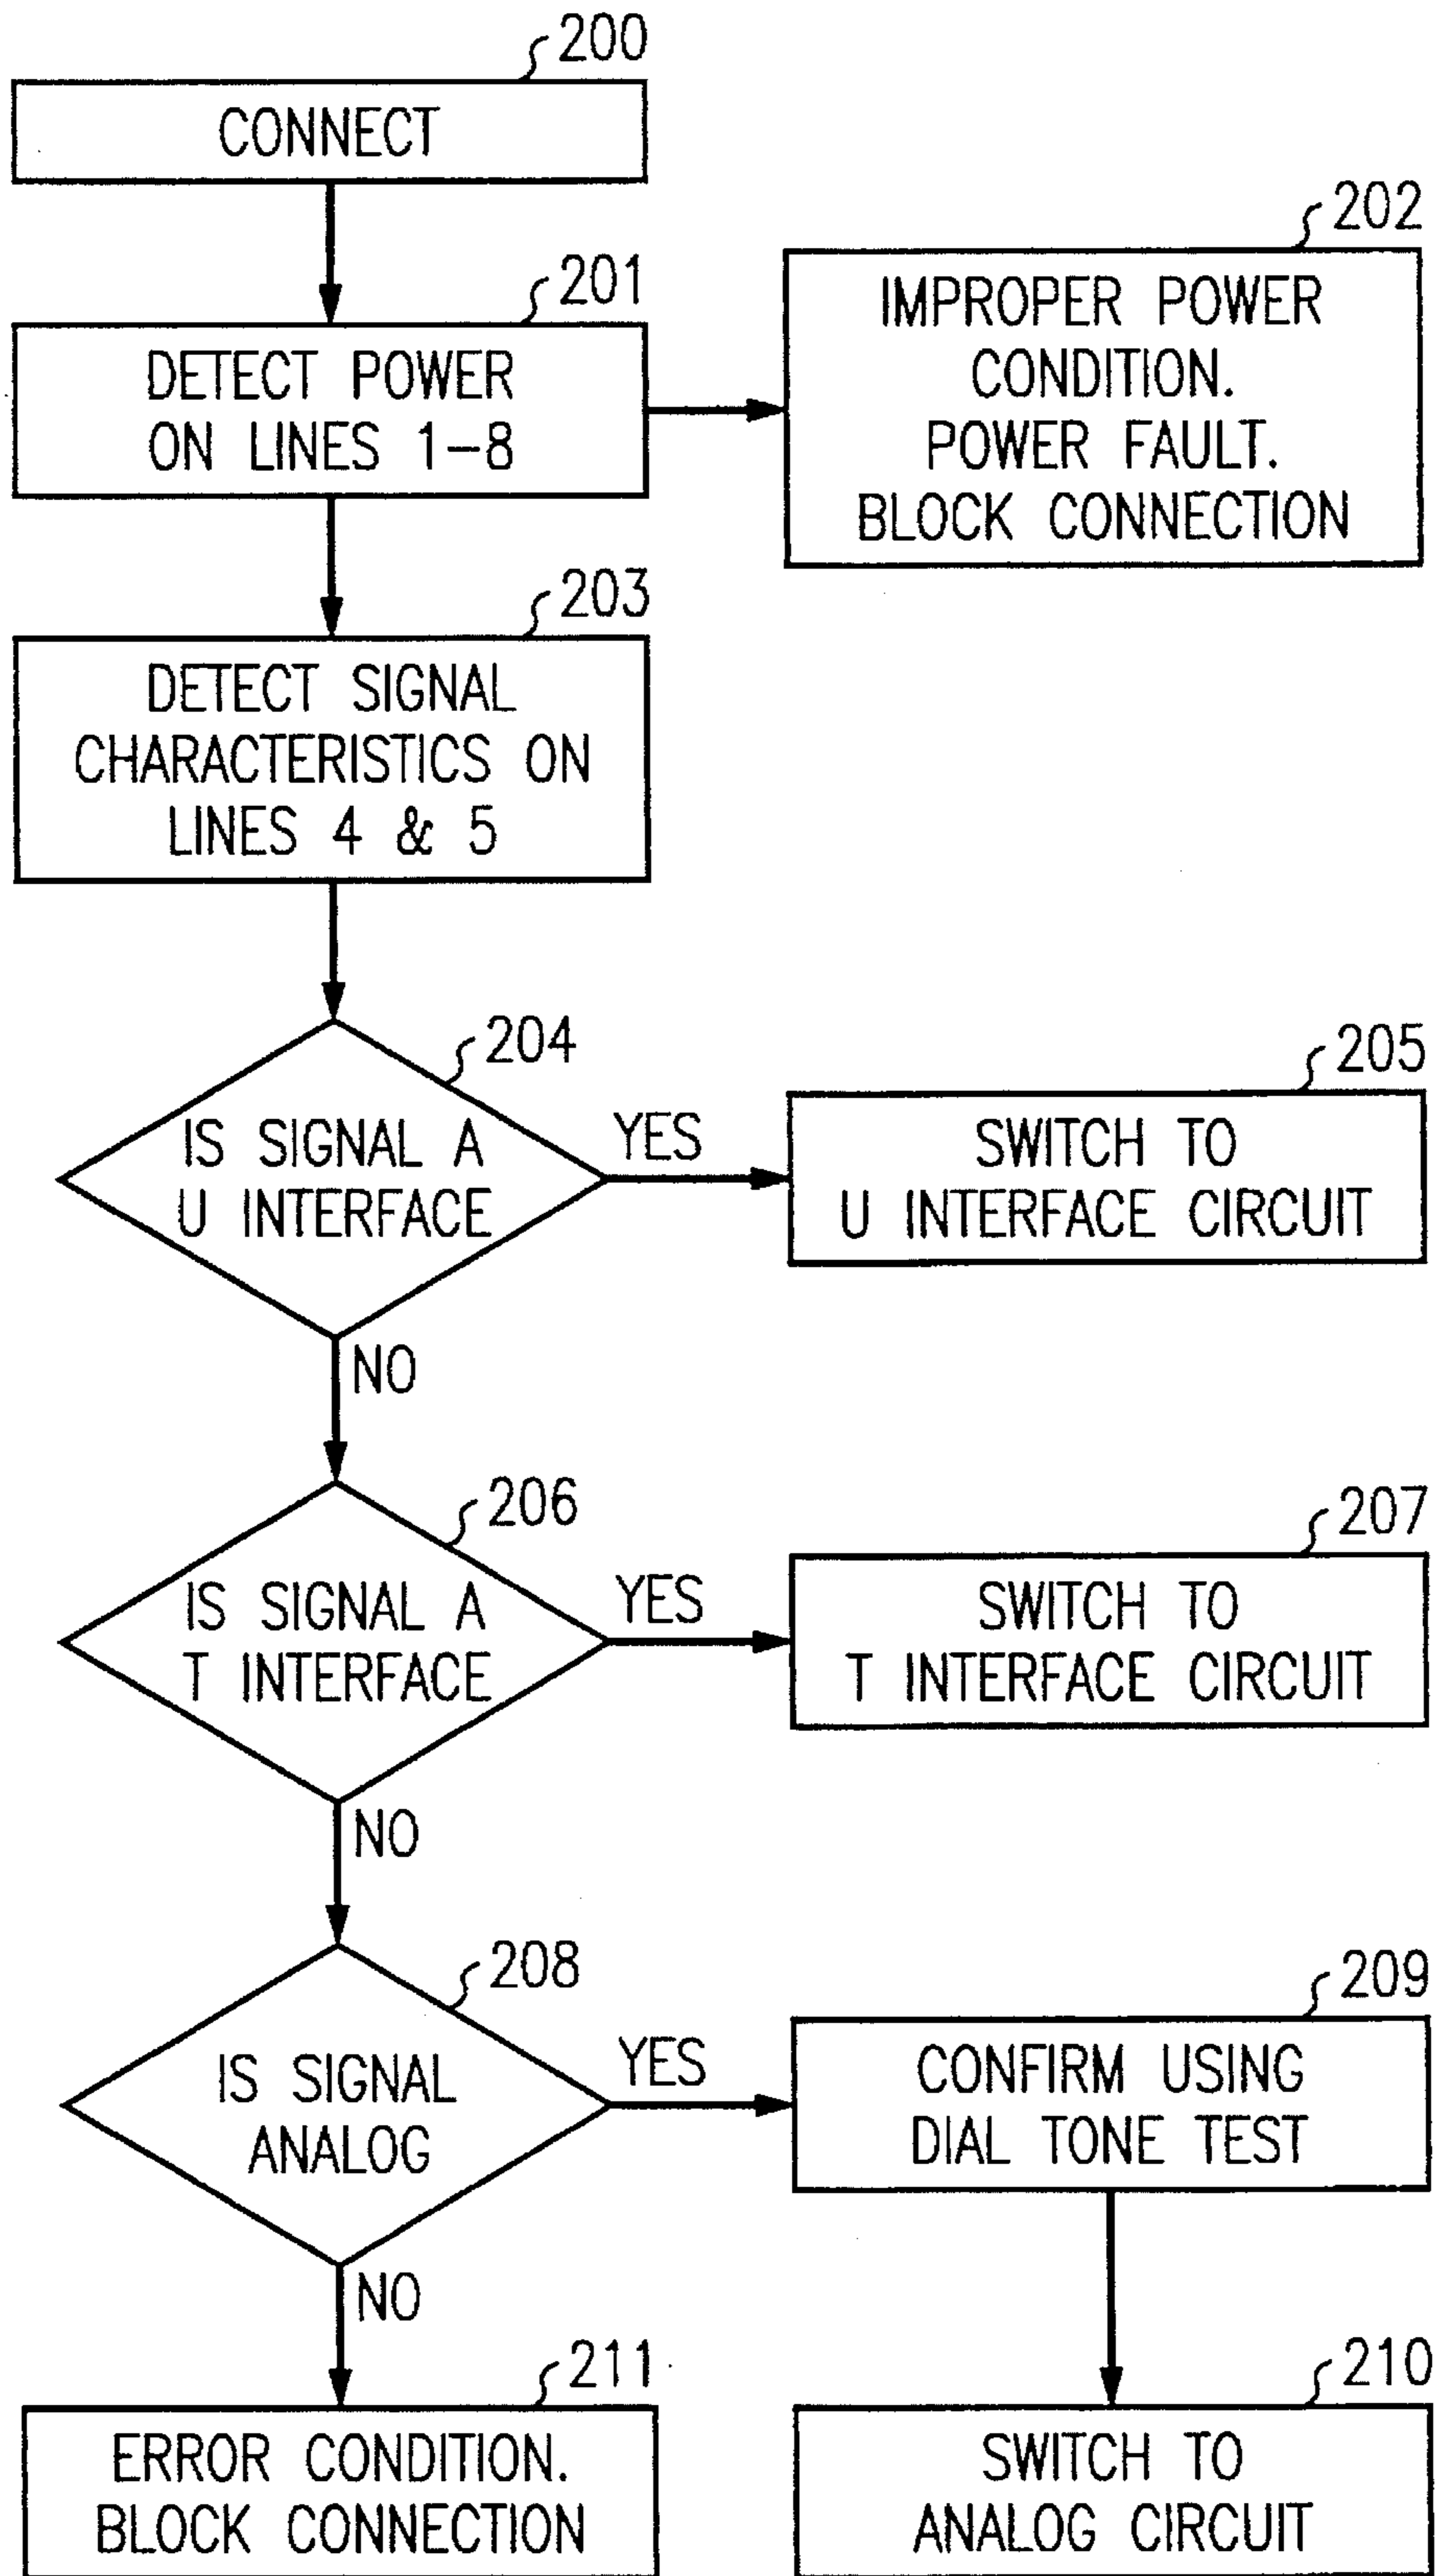 200
CONNECT
201
DETECT POWER
ON LINES 1-8
202
IMPROPER POWER
CONDITION.
POWER FAULT.
BLOCK CONNECTION
203
DETECT SIGNAL
CHARACTERISTICS ON
LINES 4 & 5
204
IS SIGNAL A
U INTERFACE
YES
205
SWITCH TO
U INTERFACE CIRCUIT
NO
206
IS SIGNAL A
T INTERFACE
YES
207
SWITCH TO
T INTERFACE CIRCUIT
NO
208
IS SIGNAL
ANALOG
YES
209
CONFIRM USING
DIAL TONE TEST
NO
211
ERROR CONDITION.
BLOCK CONNECTION
210
SWITCH TO
ANALOG CIRCUIT